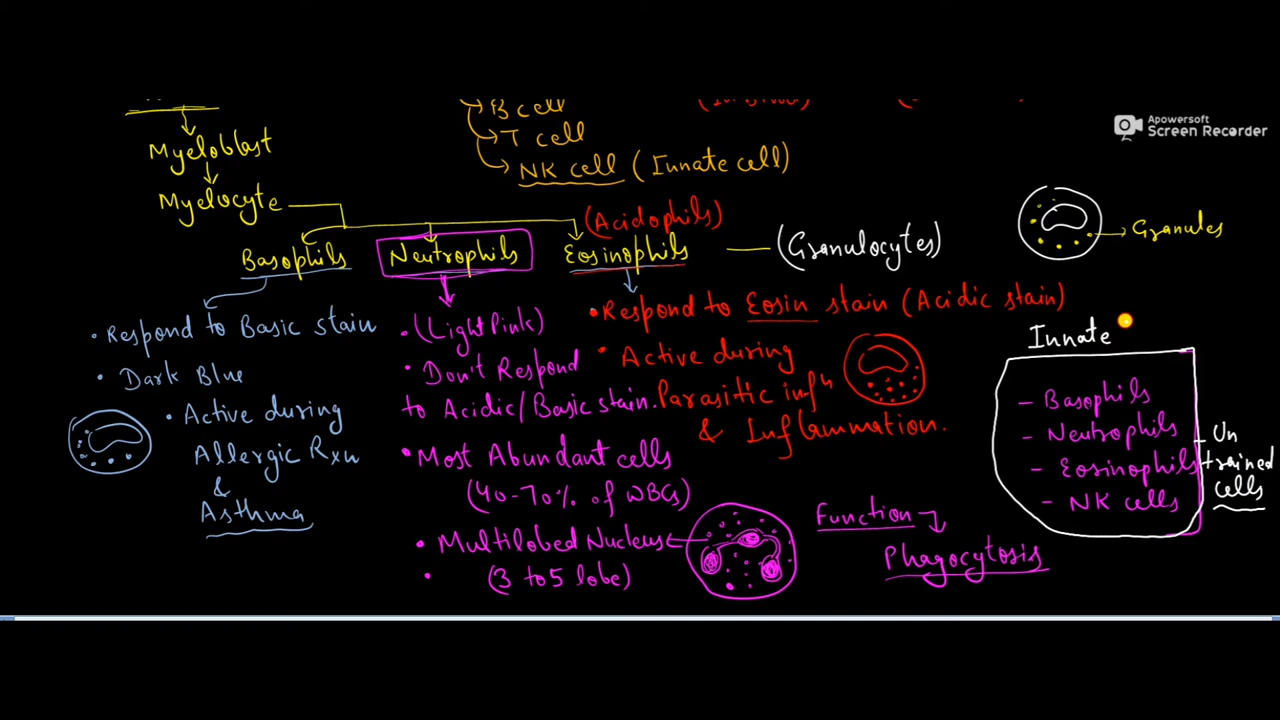 B cell
T cell
NK cell (Innate cell)
Apowersoft
Screen Recorder
Myeloblast
Myelocyte
(Acidophils)
Basophils
Neutrophils
Eosinophils
(Granulocytes)
Granules
• Respond to Basic stain
• Dark Blue
• Active during
Allergic Rxn
&
Asthma
• (Light Pink)
• Don't Respond
to Acidic/Basic stain.
• Most Abundant cells
(40-70% of WBCs)
• Multilobed Nucleus
• (3 to 5 lobe)
• Respond to Eosin stain (Acidic stain)
• Active during
Parasitic infn
& Inflammation.
Function
Phagocytosis
Innate
- Basophils
- Neutrophils
- Eosinophils
- NK cells
Un
trained
cells